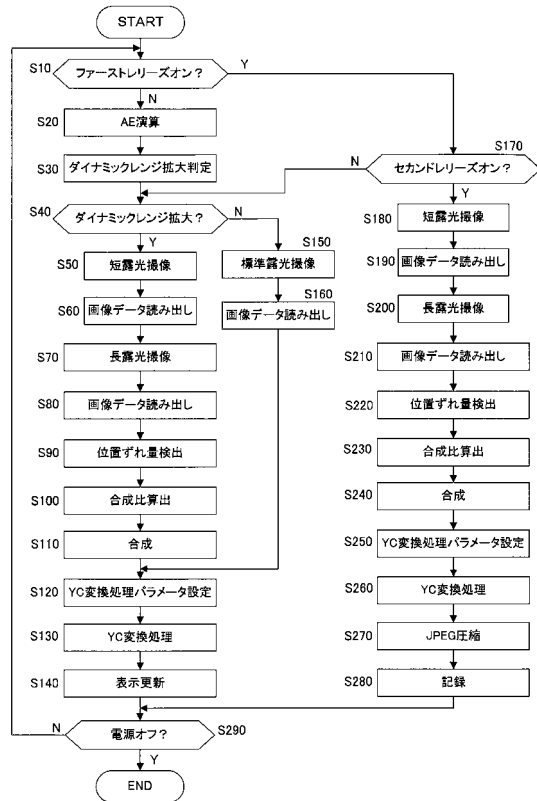 START
S10
ファーストリリーズオン?
Y
N
S20
AE演算
S30
ダイナミックレンジ拡大判定
N
S170
セカンドレリーズオン?
Y
S40
ダイナミックレンジ拡大?
N
Y
S50
短露光撮像
S60
画像データ読み出し
S70
長露光撮像
S80
画像データ読み出し
S90
位置ずれ量検出
S100
合成比算出
S110
合成
S120
YC変換処理パラメータ設定
S130
YC変換処理
S140
表示更新
S150
標準露光撮像
S160
画像データ読み出し
S180
短露光撮像
S190
画像データ読み出し
S200
長露光撮像
S210
画像データ読み出し
S220
位置ずれ量検出
S230
合成比算出
S240
合成
S250
YC変換処理パラメータ設定
S260
YC変換処理
S270
JPEG圧縮
S280
記録
N
電源オフ?
S290
Y
END